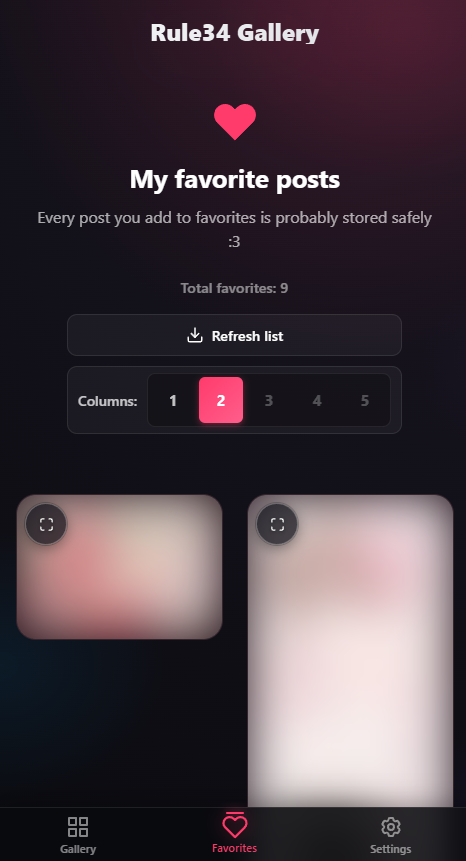 Rule34 Gallery
My favorite posts
Every post you add to favorites is probably stored safely
:3
Total favorites: 9
Refresh list
Columns: 1 2 3 4 5
Gallery Favorites Settings